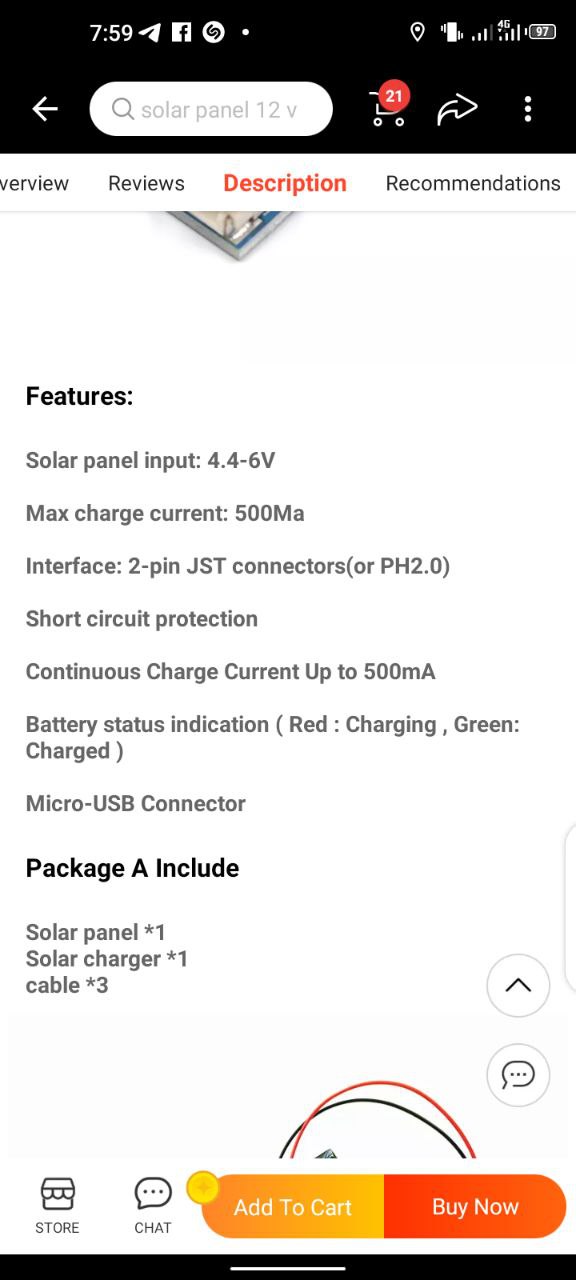 7:59
4G
97
solar panel 12 v
21
verview Reviews Description Recommendations
Features:
Solar panel input: 4.4-6V
Max charge current: 500Ma
Interface: 2-pin JST connectors(or PH2.0)
Short circuit protection
Continuous Charge Current Up to 500mA
Battery status indication ( Red : Charging , Green:
Charged )
Micro-USB Connector
Package A Include
Solar panel *1
Solar charger *1
cable *3
STORE
CHAT
Add To Cart
Buy Now